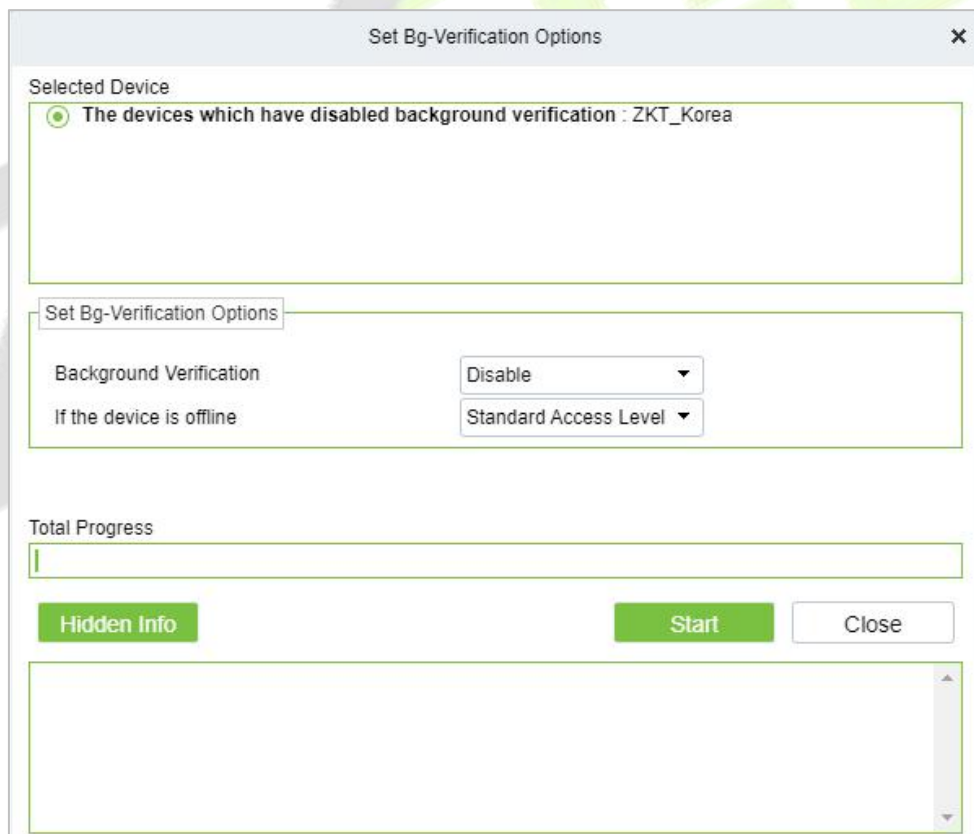 Set Bg-Verification Options
Selected Device
The devices which have disabled background verification : ZKT_Korea
Set Bg-Verification Options
Background Verification Disable
If the device is offline Standard Access Level
Total Progress
Hidden Info Start Close